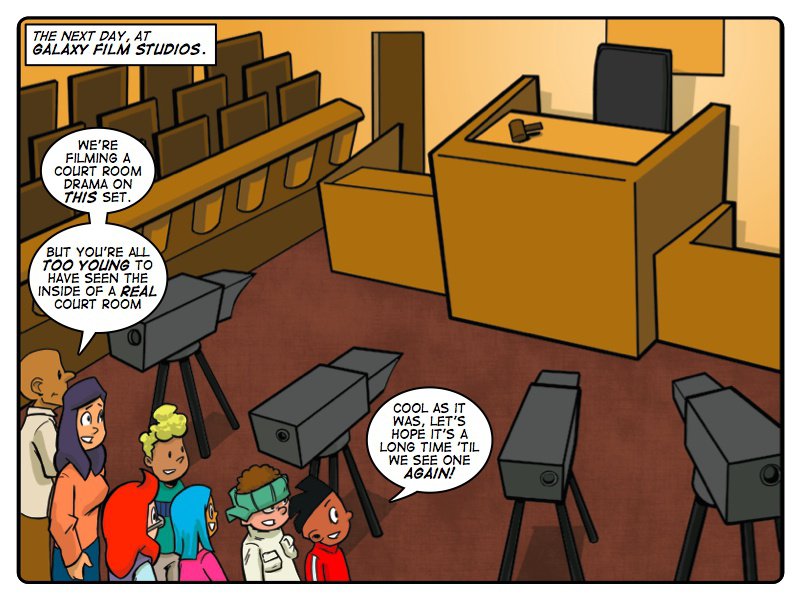 THE NEXT DAY, AT
GALAXY FILM STUDIOS.
WE'RE
FILMING A
COURT ROOM
DRAMA ON
THIS SET.
BUT YOU'RE ALL
TOO YOUNG TO
HAVE SEEN THE
INSIDE OF A REAL
COURT ROOM
COOL AS IT
WAS, LET'S
HOPE IT'S A
LONG TIME 'TIL
WE SEE ONE
AGAIN!